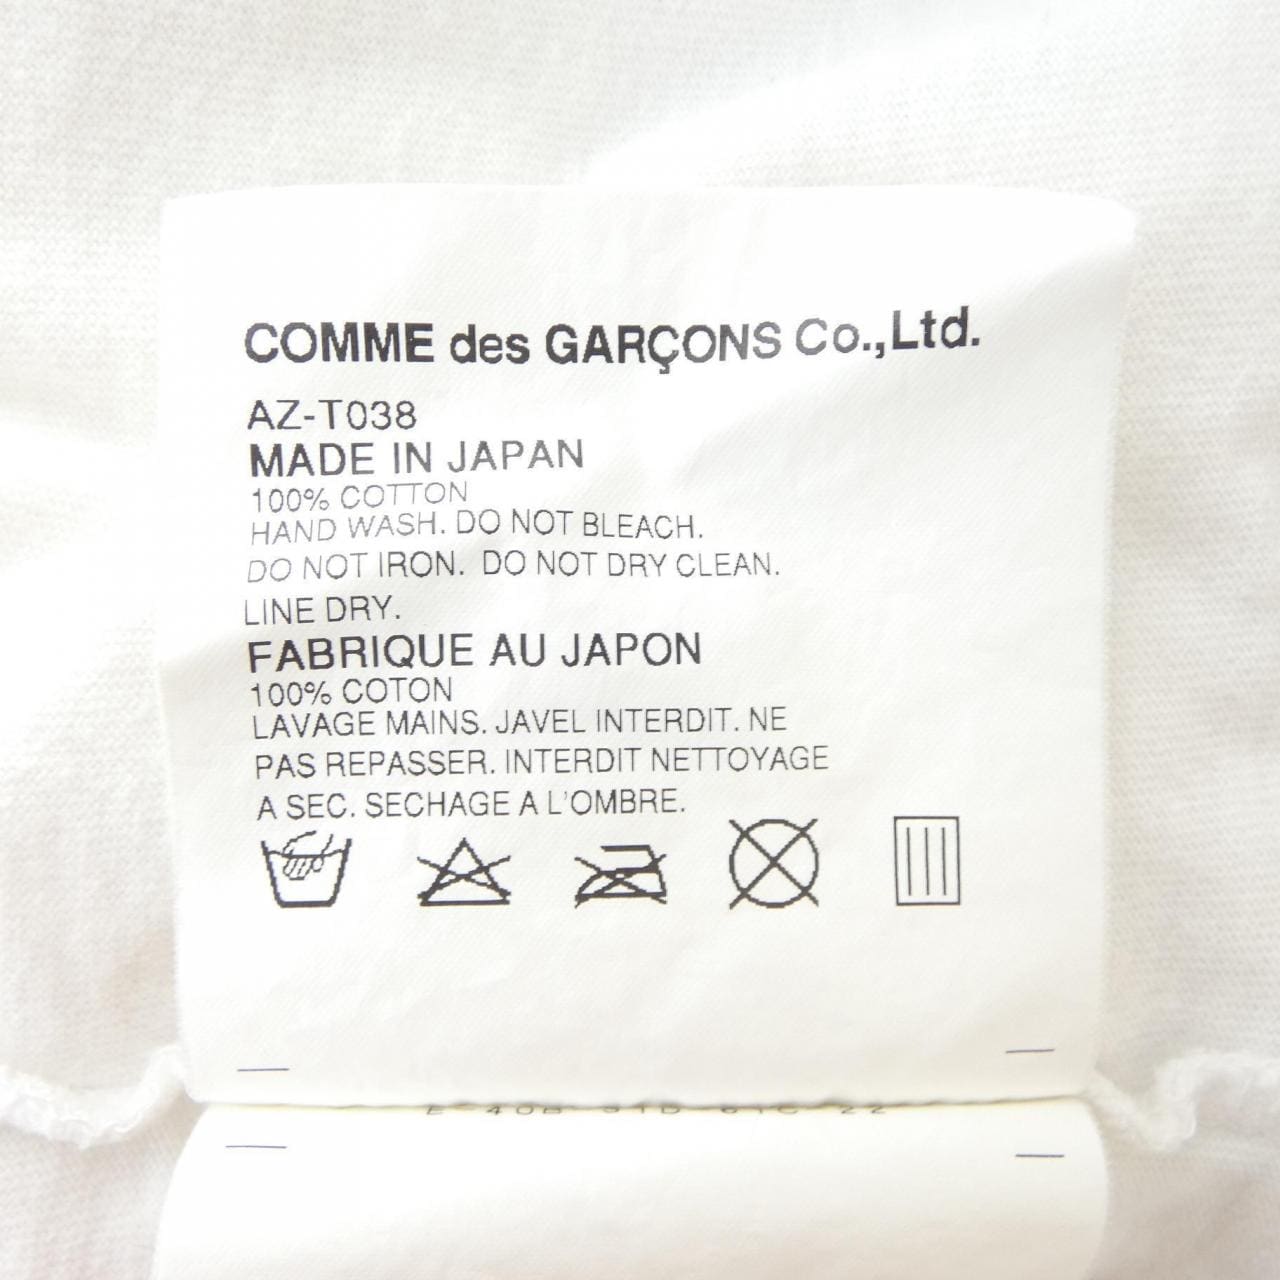 COMME des GARÇONS Co.,Ltd.
AZ-T038
MADE IN JAPAN
100% COTTON
HAND WASH. DO NOT BLEACH.
DO NOT IRON. DO NOT DRY CLEAN.
LINE DRY.
FABRIQUE AU JAPON
100% COTON
LAVAGE MAINS. JAVEL INTERDIT. NE
PAS REPASSER. INTERDIT NETTOYAGE
A SEC. SECHAGE A L'OMBRE.